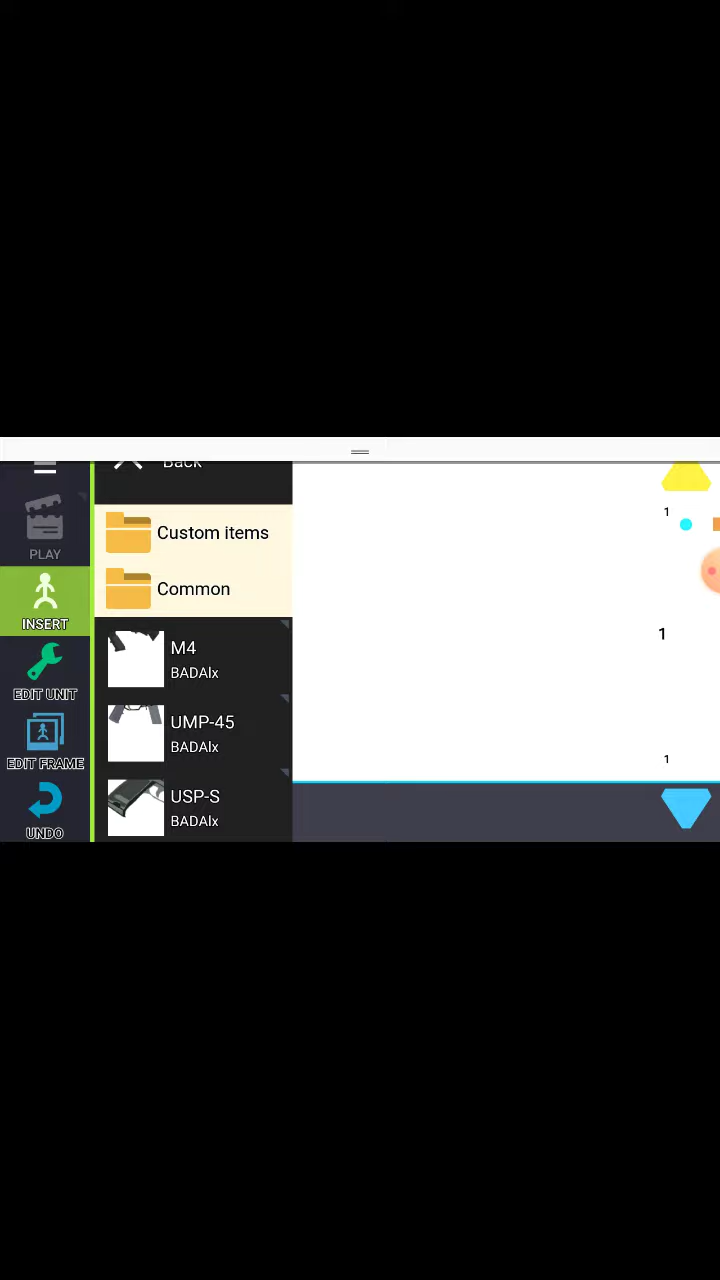 Back
PLAY
INSERT
EDIT UNIT
EDIT FRAME
UNDO
Custom items
Common
M4
BADAlx
UMP-45
BADAlx
USP-S
BADAlx
1
1
1